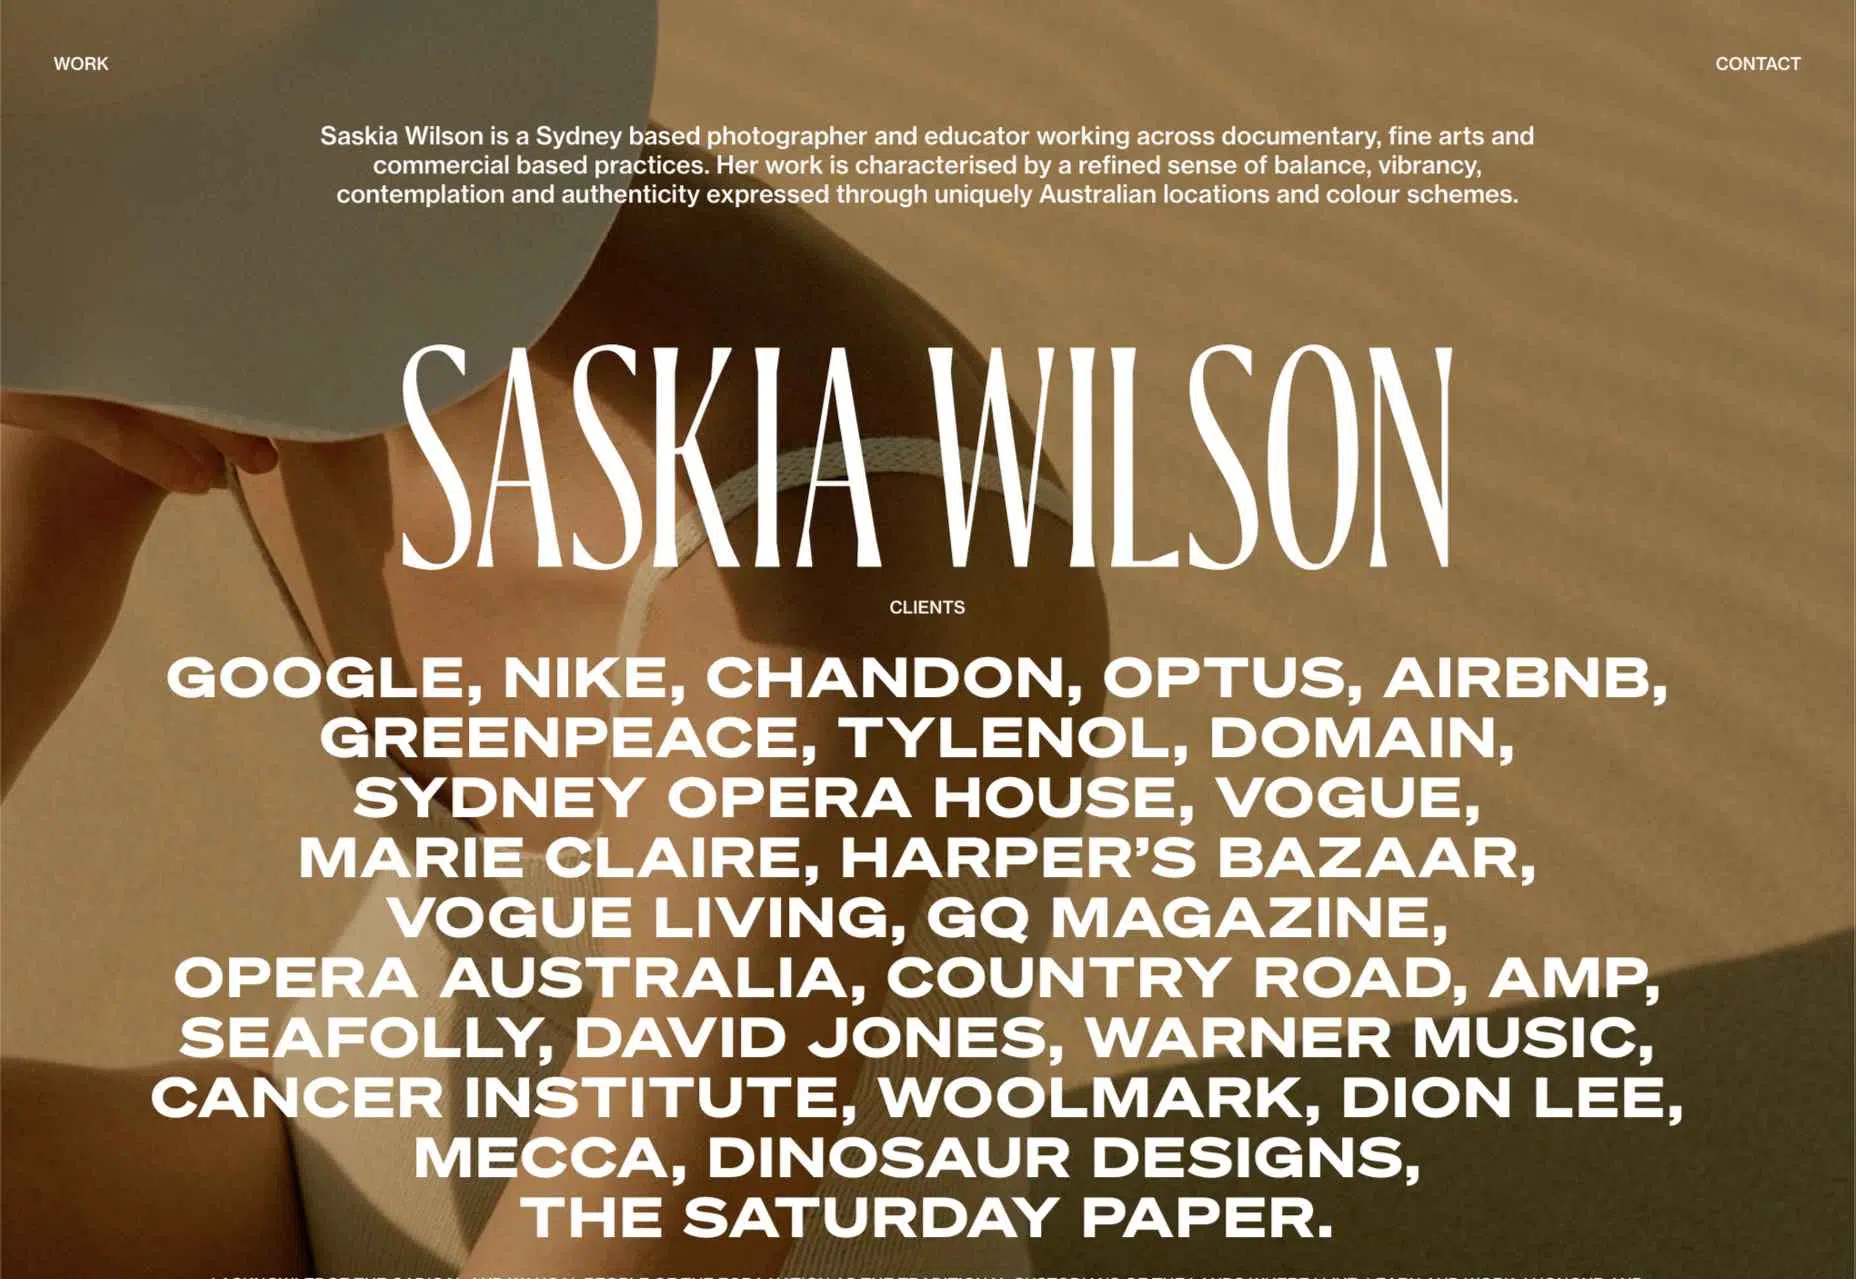 WORK
CONTACT
Saskia Wilson is a Sydney based photographer and educator working across documentary, fine arts and
commercial based practices. Her work is characterised by a refined sense of balance, vibrancy,
contemplation and authenticity expressed through uniquely Australian locations and colour schemes.
SASKIA WILSON
CLIENTS
GOOGLE, NIKE, CHANDON, OPTUS, AIRBNB,
GREENPEACE, TYLENOL, DOMAIN,
SYDNEY OPERA HOUSE, VOGUE,
MARIE CLAIRE, HARPER’S BAZAAR,
VOGUE LIVING, GQ MAGAZINE,
OPERA AUSTRALIA, COUNTRY ROAD, AMP,
SEAFOLLY, DAVID JONES, WARNER MUSIC,
CANCER INSTITUTE, WOOLMARK, DION LEE,
MECCA, DINOSAUR DESIGNS,
THE SATURDAY PAPER.